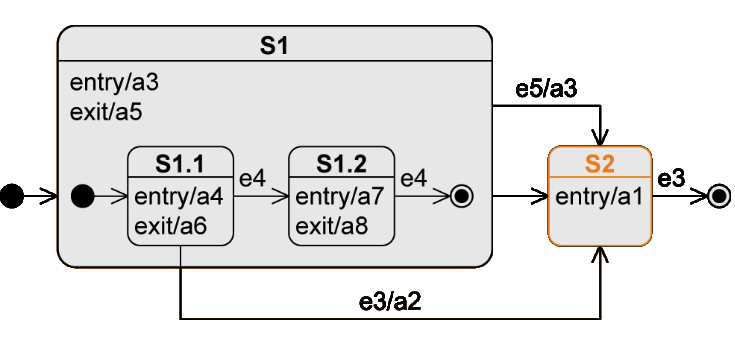 S1
entry/a3
exit/a5
e5/a3
S1.1
entry/a4
exit/a6
e4
S1.2
entry/a7
exit/a8
e4
S2
entry/a1
e3
e3/a2